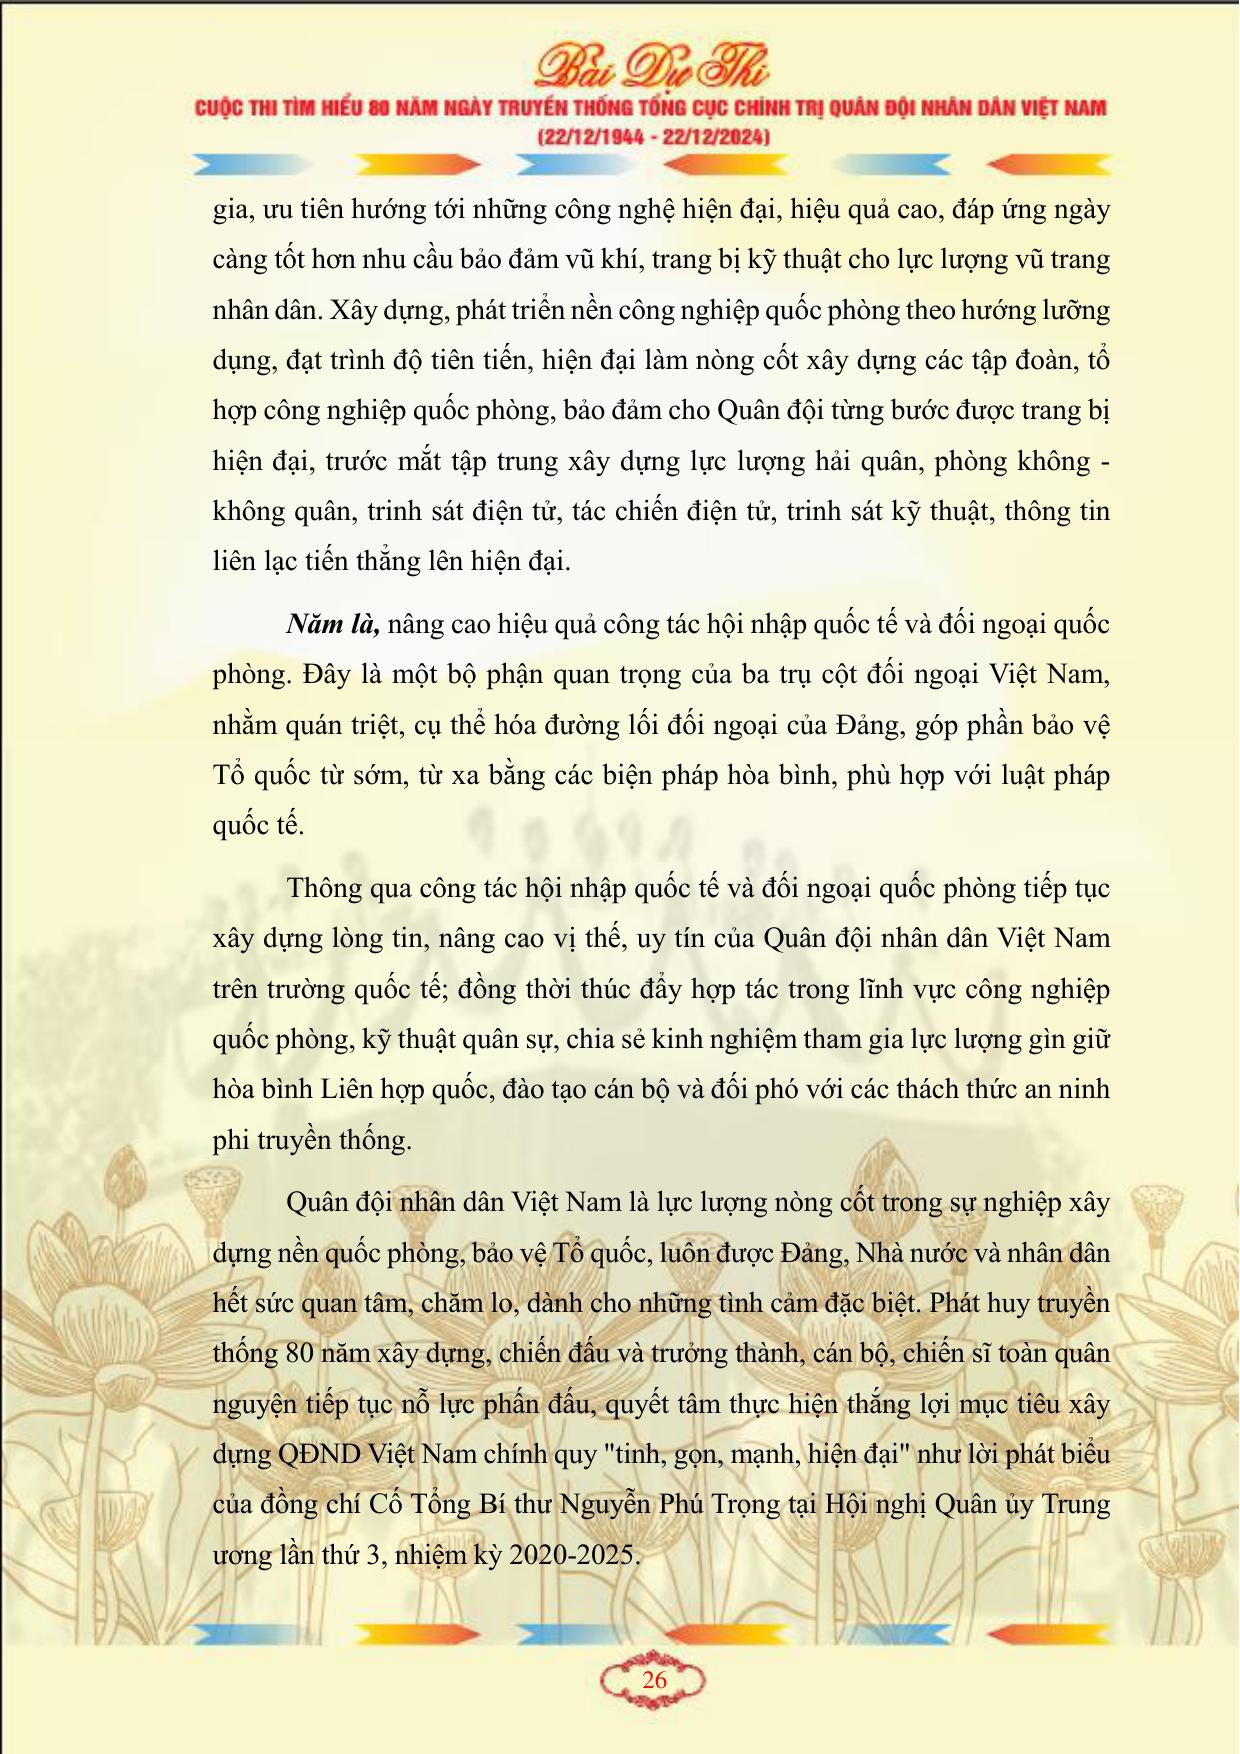 Bài Dự Thi
CUỘC THI TÌM HIỂU 80 NĂM NGÀY TRUYỀN THỐNG TỔNG CỤC CHÍNH TRỊ QUÂN ĐỘI NHÂN DÂN VIỆT NAM
(22/12/1944 - 22/12/2024)
gia, ưu tiên hướng tới những công nghệ hiện đại, hiệu quả cao, đáp ứng ngày
càng tốt hơn nhu cầu bảo đảm vũ khí, trang bị kỹ thuật cho lực lượng vũ trang
nhân dân. Xây dựng, phát triển nền công nghiệp quốc phòng theo hướng lưỡng
dụng, đạt trình độ tiên tiến, hiện đại làm nòng cốt xây dựng các tập đoàn, tổ
hợp công nghiệp quốc phòng, bảo đảm cho Quân đội từng bước được trang bị
hiện đại, trước mắt tập trung xây dựng lực lượng hải quân, phòng không -
không quân, trinh sát điện tử, tác chiến điện tử, trinh sát kỹ thuật, thông tin
liên lạc tiến thẳng lên hiện đại.
Năm là, nâng cao hiệu quả công tác hội nhập quốc tế và đối ngoại quốc
phòng. Đây là một bộ phận quan trọng của ba trụ cột đối ngoại Việt Nam,
nhằm quán triệt, cụ thể hóa đường lối đối ngoại của Đảng, góp phần bảo vệ
Tổ quốc từ sớm, từ xa bằng các biện pháp hòa bình, phù hợp với luật pháp
quốc tế.
Thông qua công tác hội nhập quốc tế và đối ngoại quốc phòng tiếp tục
xây dựng lòng tin, nâng cao vị thế, uy tín của Quân đội nhân dân Việt Nam
trên trường quốc tế; đồng thời thúc đẩy hợp tác trong lĩnh vực công nghiệp
quốc phòng, kỹ thuật quân sự, chia sẻ kinh nghiệm tham gia lực lượng gìn giữ
hòa bình Liên hợp quốc, đào tạo cán bộ và đối phó với các thách thức an ninh
phi truyền thống.
Quân đội nhân dân Việt Nam là lực lượng nòng cốt trong sự nghiệp xây
dựng nền quốc phòng, bảo vệ Tổ quốc, luôn được Đảng, Nhà nước và nhân dân
hết sức quan tâm, chăm lo, dành cho những tình cảm đặc biệt. Phát huy truyền
thống 80 năm xây dựng, chiến đấu và trưởng thành, cán bộ, chiến sĩ toàn quân
nguyện tiếp tục nỗ lực phấn đấu, quyết tâm thực hiện thắng lợi mục tiêu xây
dựng QĐND Việt Nam chính quy "tinh, gọn, mạnh, hiện đại" như lời phát biểu
của đồng chí Cố Tổng Bí thư Nguyễn Phú Trọng tại Hội nghị Quân ủy Trung
ương lần thứ 3, nhiệm kỳ 2020-2025.
26